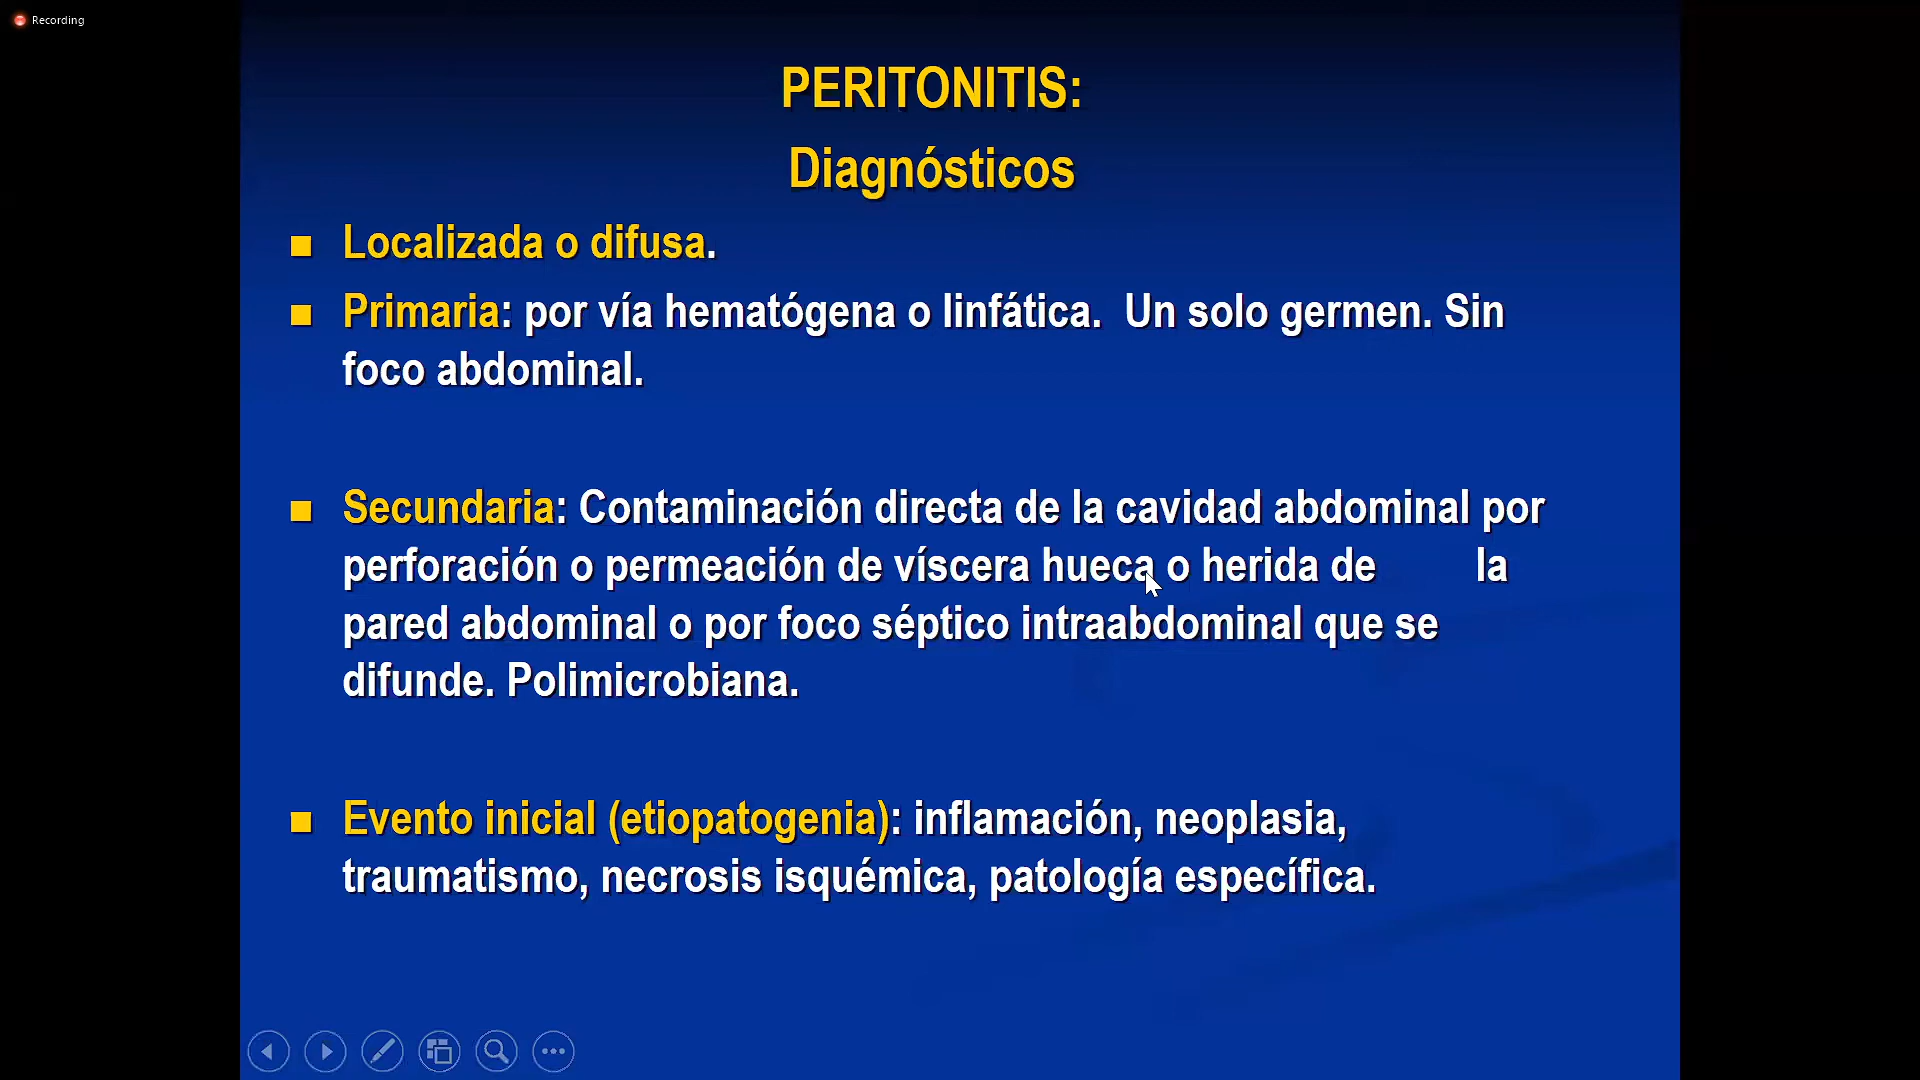 Recording
PERITONITIS:
Diagnósticos
Localizada o difusa.
Primaria: por vía hematógena o linfática. Un solo germen. Sin
foco abdominal.
Secundaria: Contaminación directa de la cavidad abdominal por
perforación o permeación de víscera hueca o herida de la
pared abdominal o por foco séptico intraabdominal que se
difunde. Polimicrobiana.
Evento inicial (etiopatogenia): inflamación, neoplasia,
traumatismo, necrosis isquémica, patología específica.